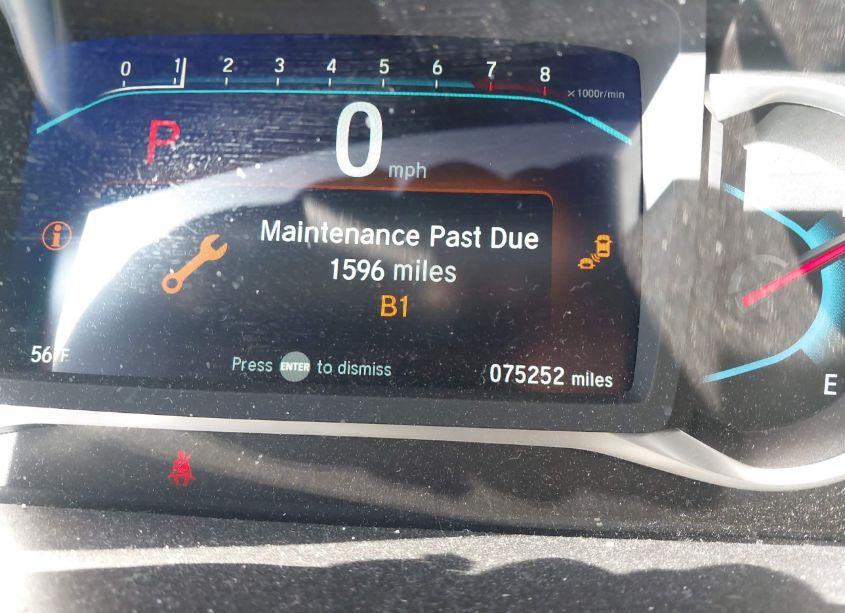 0 1 2 3 4 5 6 7 8
x1000r/min
P
0 mph
Maintenance Past Due
1596 miles
B1
56°F
Press ENTER to dismiss
075252 miles
E